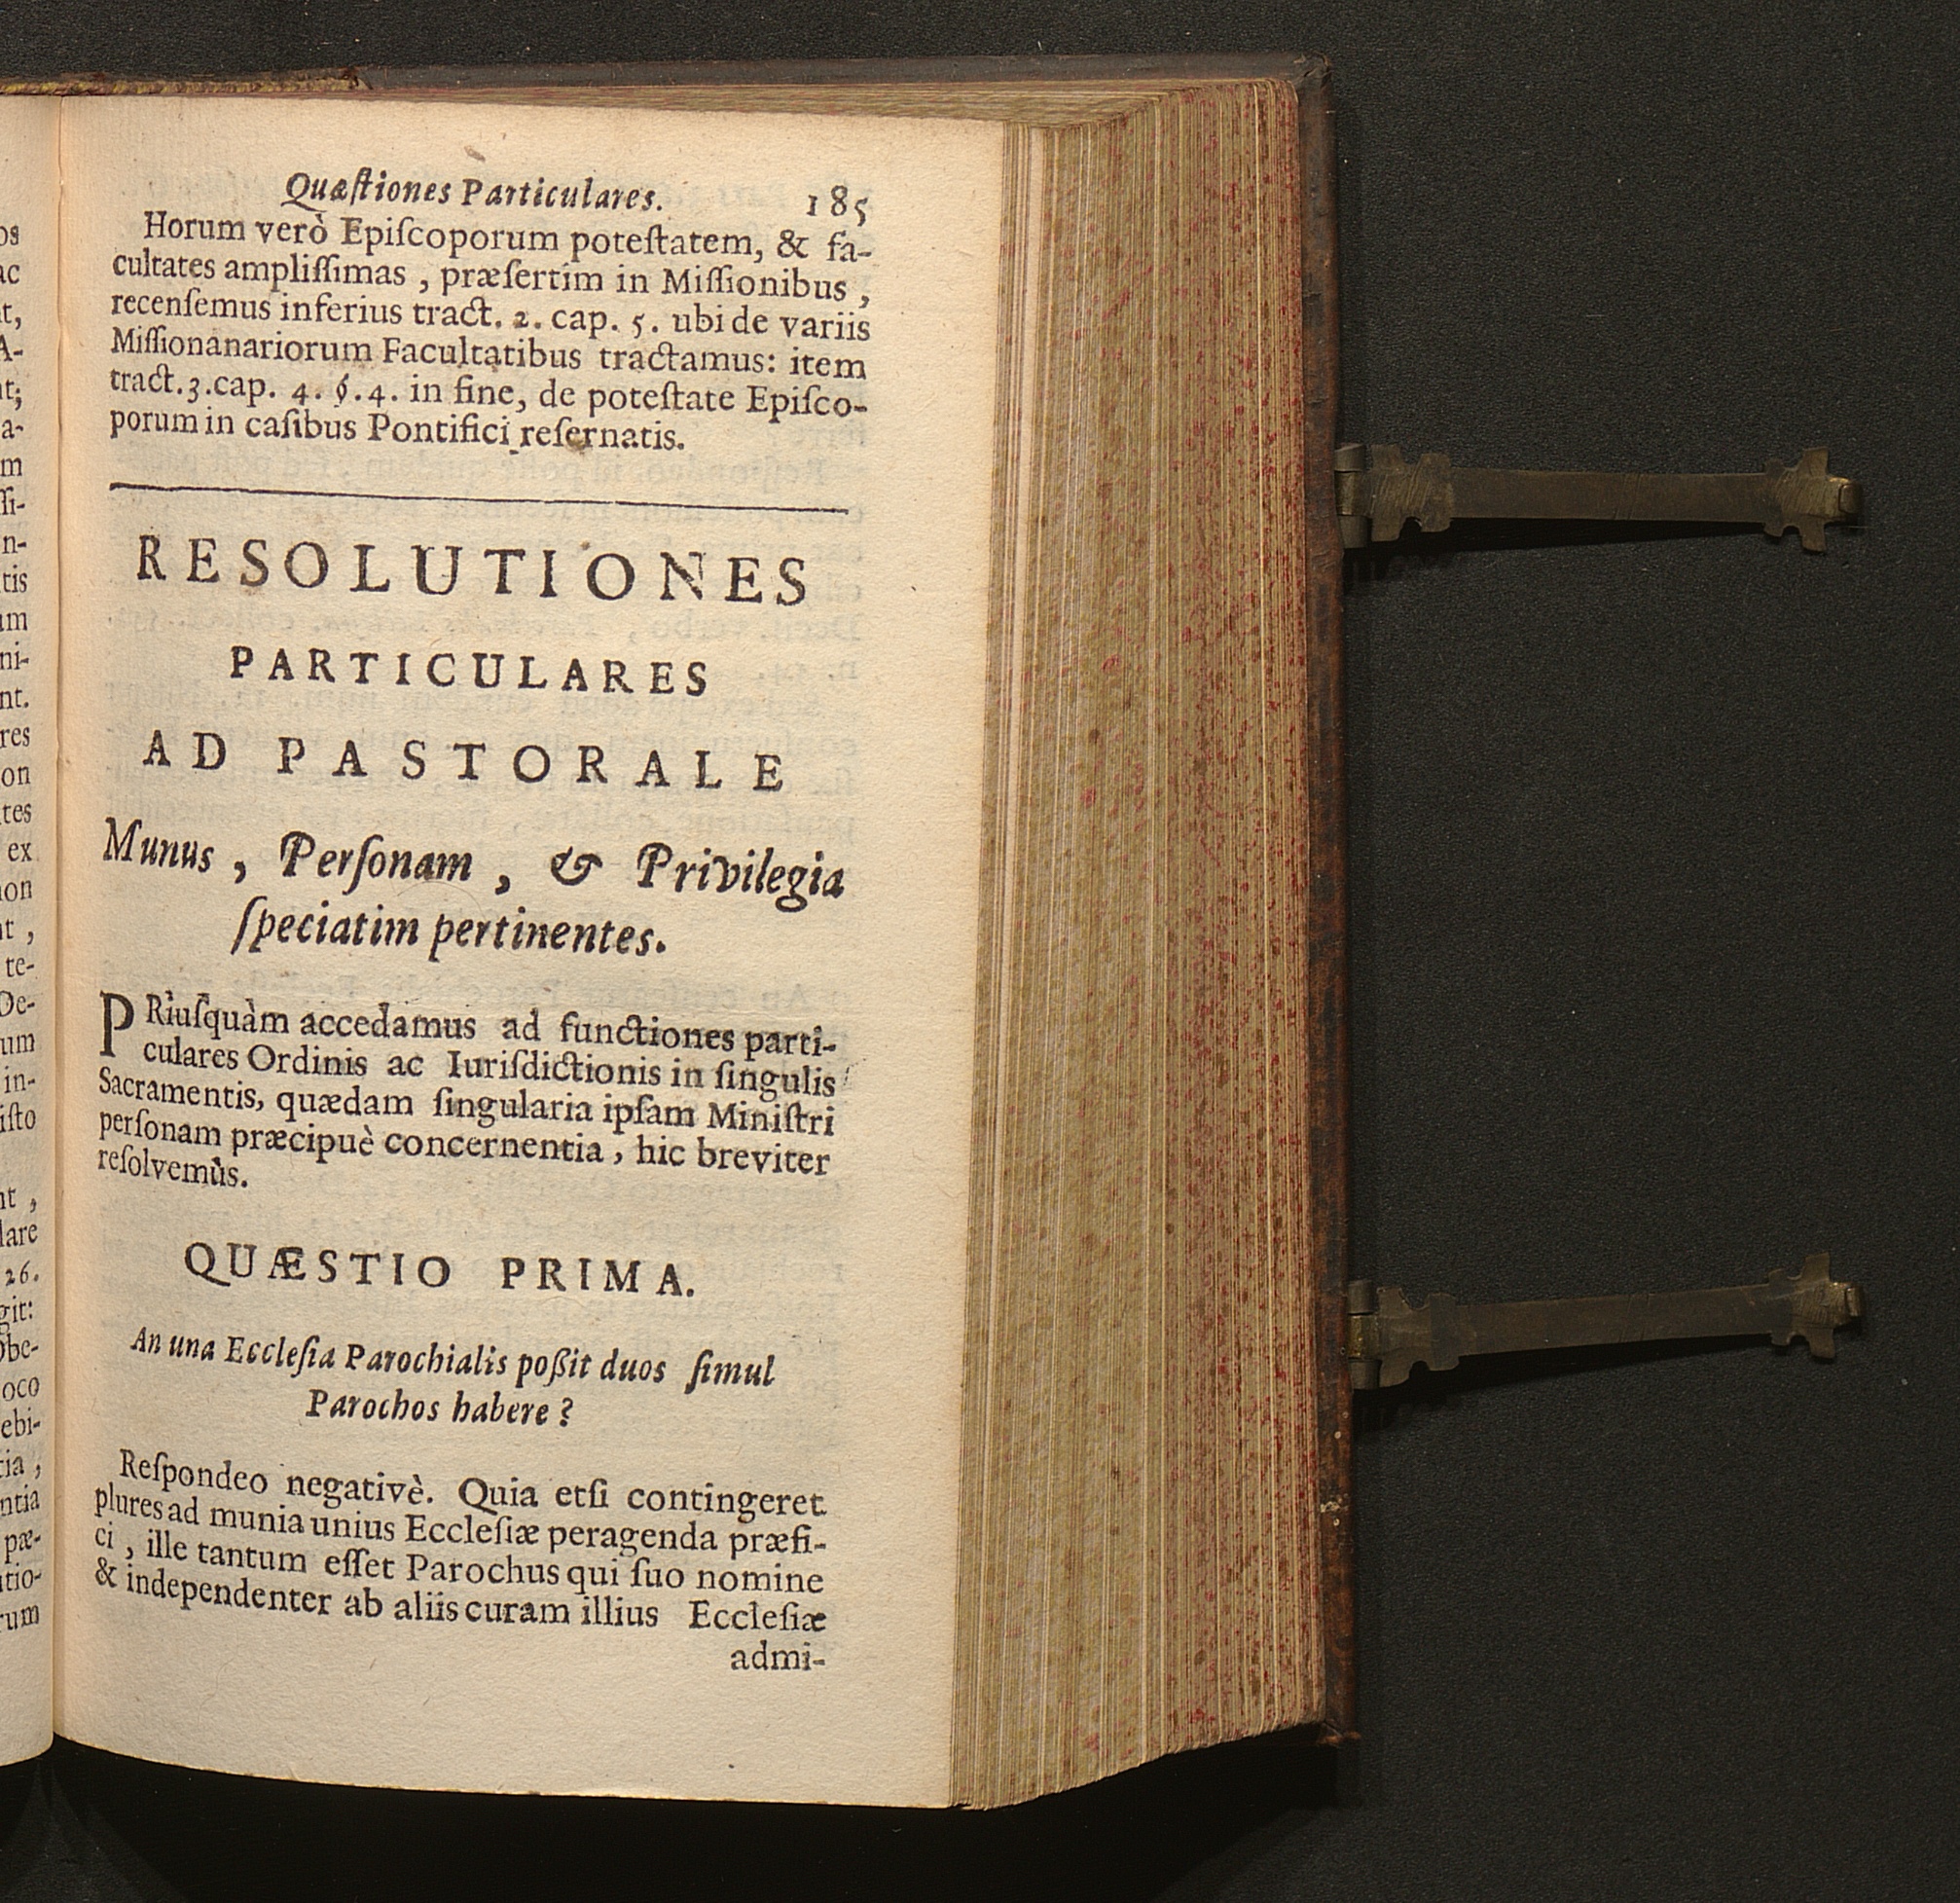 Quæſtiones Particulares. 185
Horum verò Epiſcoporum poteſtatem, & fa-
cultates ampliſſimas , præſertim in Miſſionibus ,
recenſemus inferius tract. 2. cap. 5. ubi de variis
Miſſionanariorum Facultatibus tractamus: item
tract.3.cap. 4. §.4. in fine, de poteſtate Epiſco-
porum in caſibus Pontifici reſernatis.
RESOLUTIONES
PARTICULARES
AD PASTORALE
Munus , Perſonam , & Privilegia
ſpeciatim pertinentes.
PRiuſquàm accedamus ad functiones parti-
culares Ordinis ac Iuriſdictionis in ſingulis
Sacramentis, quædam ſingularia ipſam Miniſtri
perſonam præcipuè concernentia , hic breviter
reſolvemùs.
QUÆSTIO PRIMA.
An una Eccleſia Parochialis poßit duos ſimul
Parochos habere ?
Reſpondeo negativè. Quia etſi contingeret
plures ad munia unius Eccleſiæ peragenda præfi-
ci , ille tantum eſſet Parochus qui ſuo nomine
& independenter ab aliis curam illius Eccleſiæ
admi-